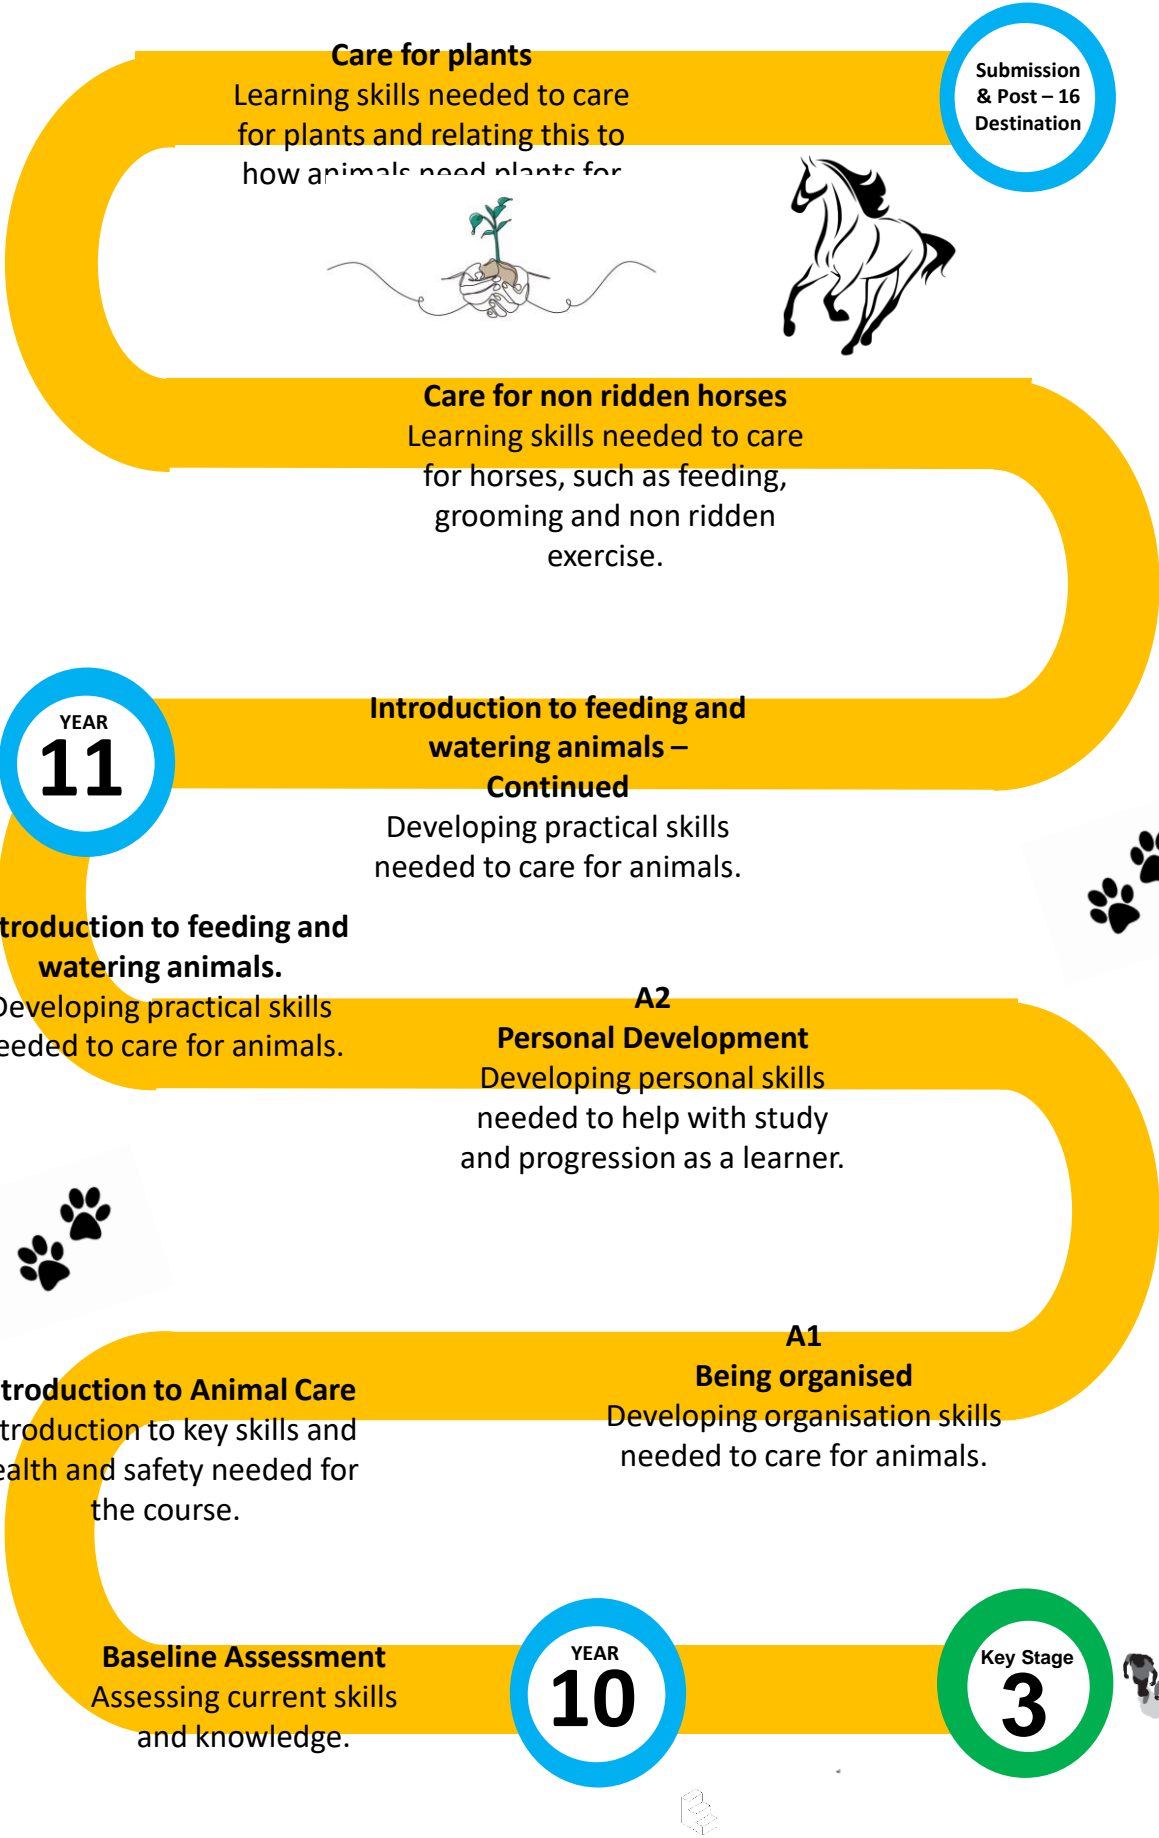 Care for plants
Learning skills needed to care
for plants and relating this to
how animals need plants for
Submission
& Post – 16
Destination
Care for non ridden horses
Learning skills needed to care
for horses, such as feeding,
grooming and non ridden
exercise.
YEAR
11
Introduction to feeding and
watering animals –
Continued
Developing practical skills
needed to care for animals.
troduction to feeding and
watering animals.
Developing practical skills
eeded to care for animals.
A2
Personal Development
Developing personal skills
needed to help with study
and progression as a learner.
A1
Being organised
Developing organisation skills
needed to care for animals.
troduction to Animal Care
troduction to key skills and
ealth and safety needed for
the course.
Baseline Assessment
Assessing current skills
and knowledge.
YEAR
10
Key Stage
3